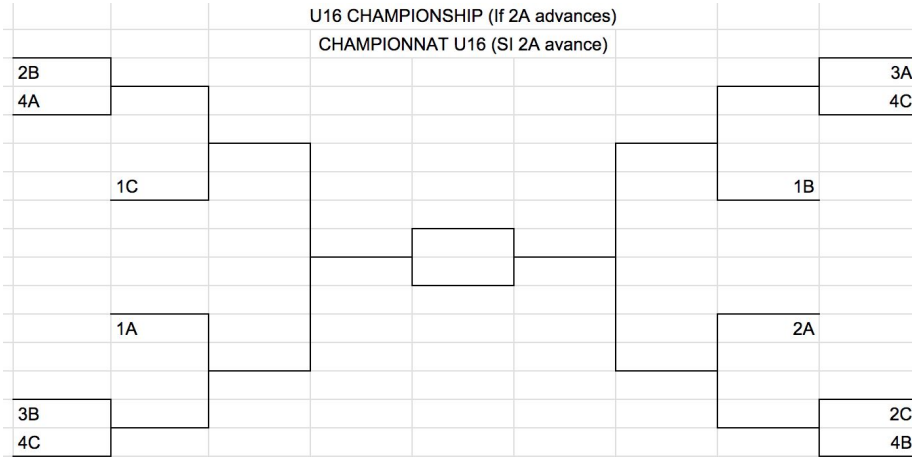 U16 CHAMPIONSHIP (If 2A advances)
CHAMPIONNAT U16 (SI 2A avance)
2B
4A
1C
1A
3B
4C
3A
4C
1B
2A
2C
4B